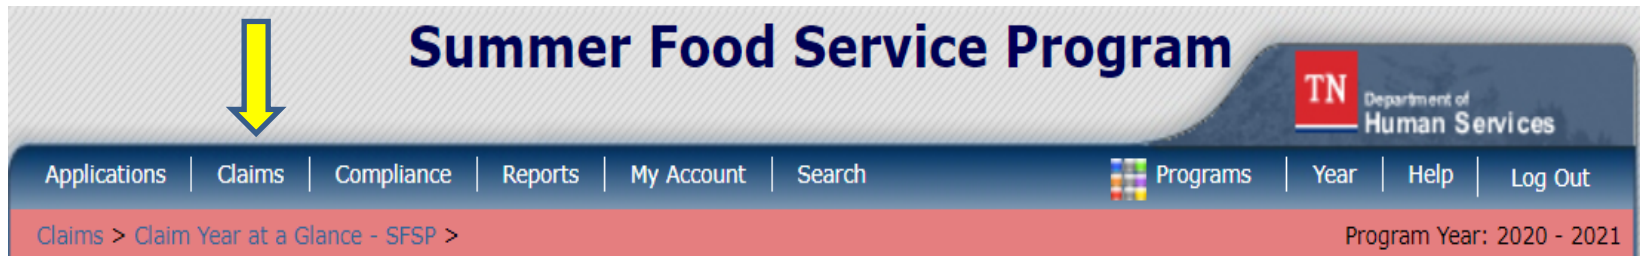 Summer Food Service Program
TN Department of
Human Services
Applications Claims Compliance Reports My Account Search Programs Year Help Log Out
Claims > Claim Year at a Glance - SFSP > Program Year: 2020 - 2021